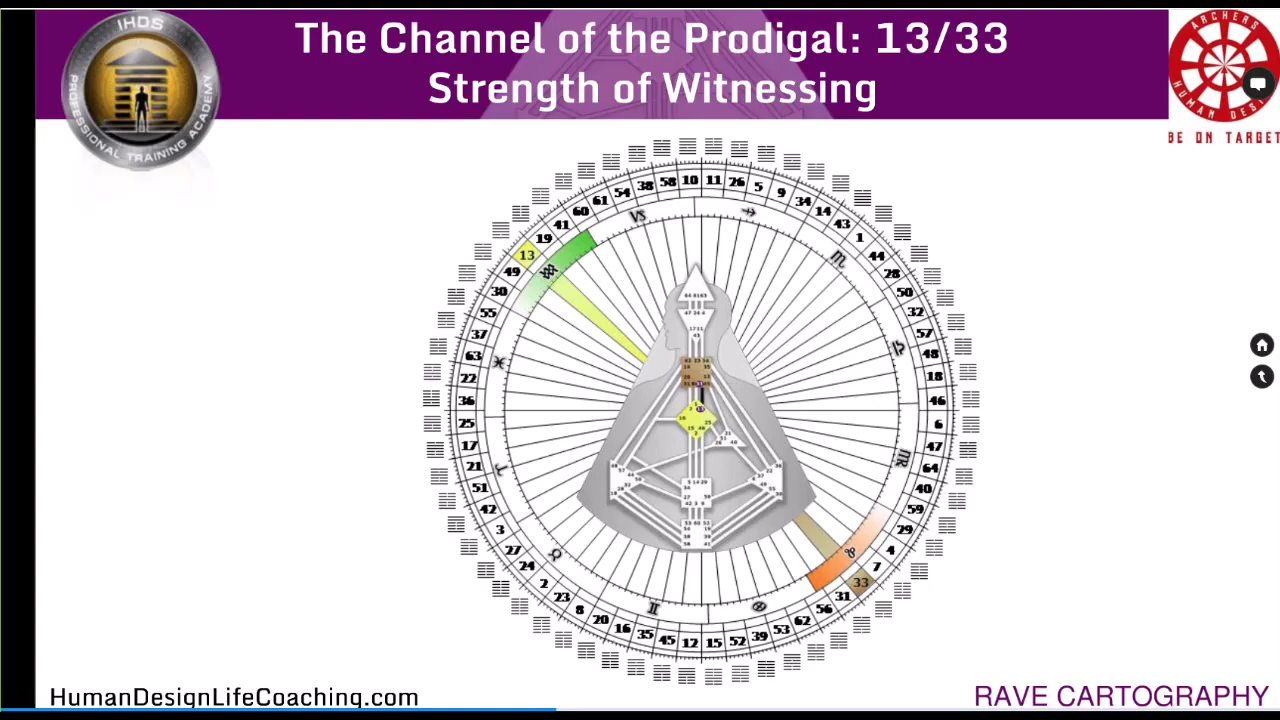 The Channel of the Prodigal: 13/33
Strength of Witnessing
IHDS
PROFESSIONAL TRAINING ACADEMY
ARCHERS
HUMAN DESI
BE ON TARGET
10 11 26 5 9 34 14 43 1 44 28 50 32 57 48 18 46 6 47 64 40 59 29 4 7 33 31 56 62 53 39 52 15 12 45 35 16 20 8 23 2 24 27 3 42 51 21 17 25 36 22 63 37 55 30 49 13 19 41 60 61 54 38 58
HumanDesignLifeCoaching.com
RAVE CARTOGRAPHY